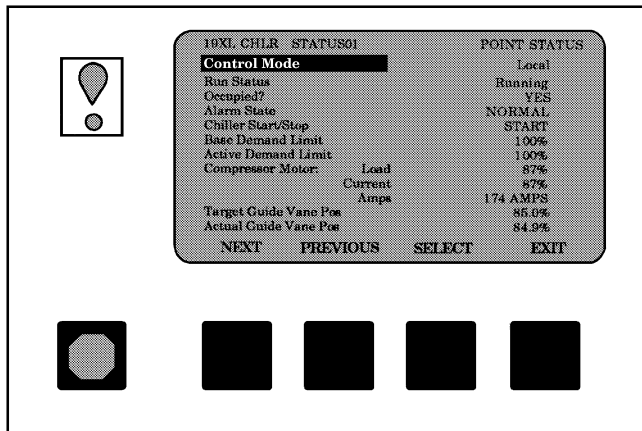 19XL CHLR STATUS01 POINT STATUS
Control Mode Local
Run Status Running
Occupied? YES
Alarm State NORMAL
Chiller Start/Stop START
Base Demand Limit 100%
Active Demand Limit 100%
Compressor Motor: Load 87%
Current 87%
Amps 174 AMPS
Target Guide Vane Pos 85.0%
Actual Guide Vane Pos 84.9%
NEXT PREVIOUS SELECT EXIT